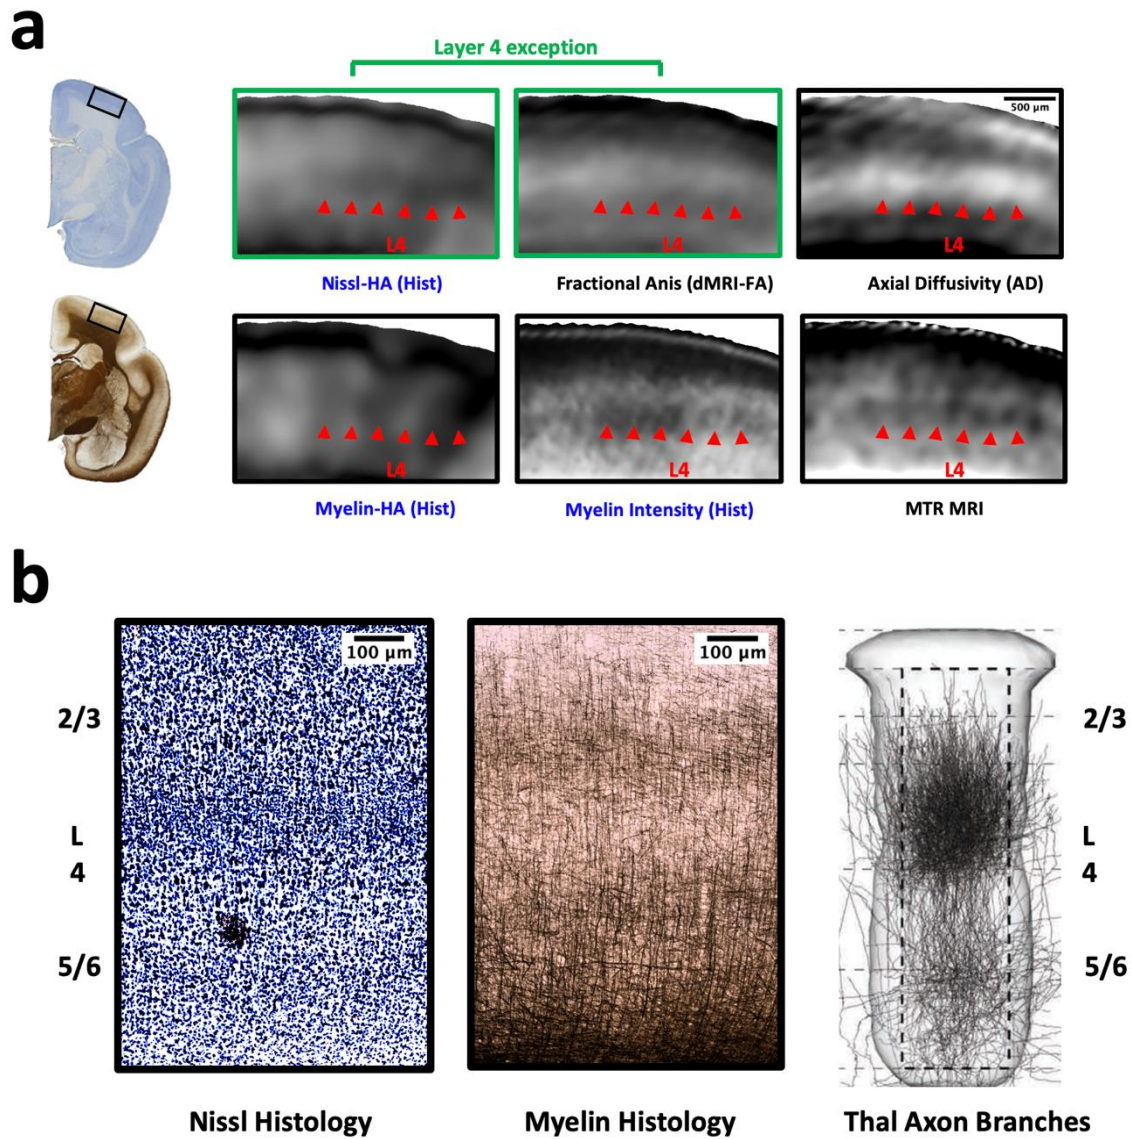 a
Layer 4 exception
500 µm
L4
L4
L4
Nissl-HA (Hist)
Fractional Anis (dMRI-FA)
Axial Diffusivity (AD)
L4
L4
L4
Myelin-HA (Hist)
Myelin Intensity (Hist)
MTR MRI
b
100 µm
100 µm
2/3
2/3
L
4
L
4
5/6
5/6
Nissl Histology
Myelin Histology
Thal Axon Branches